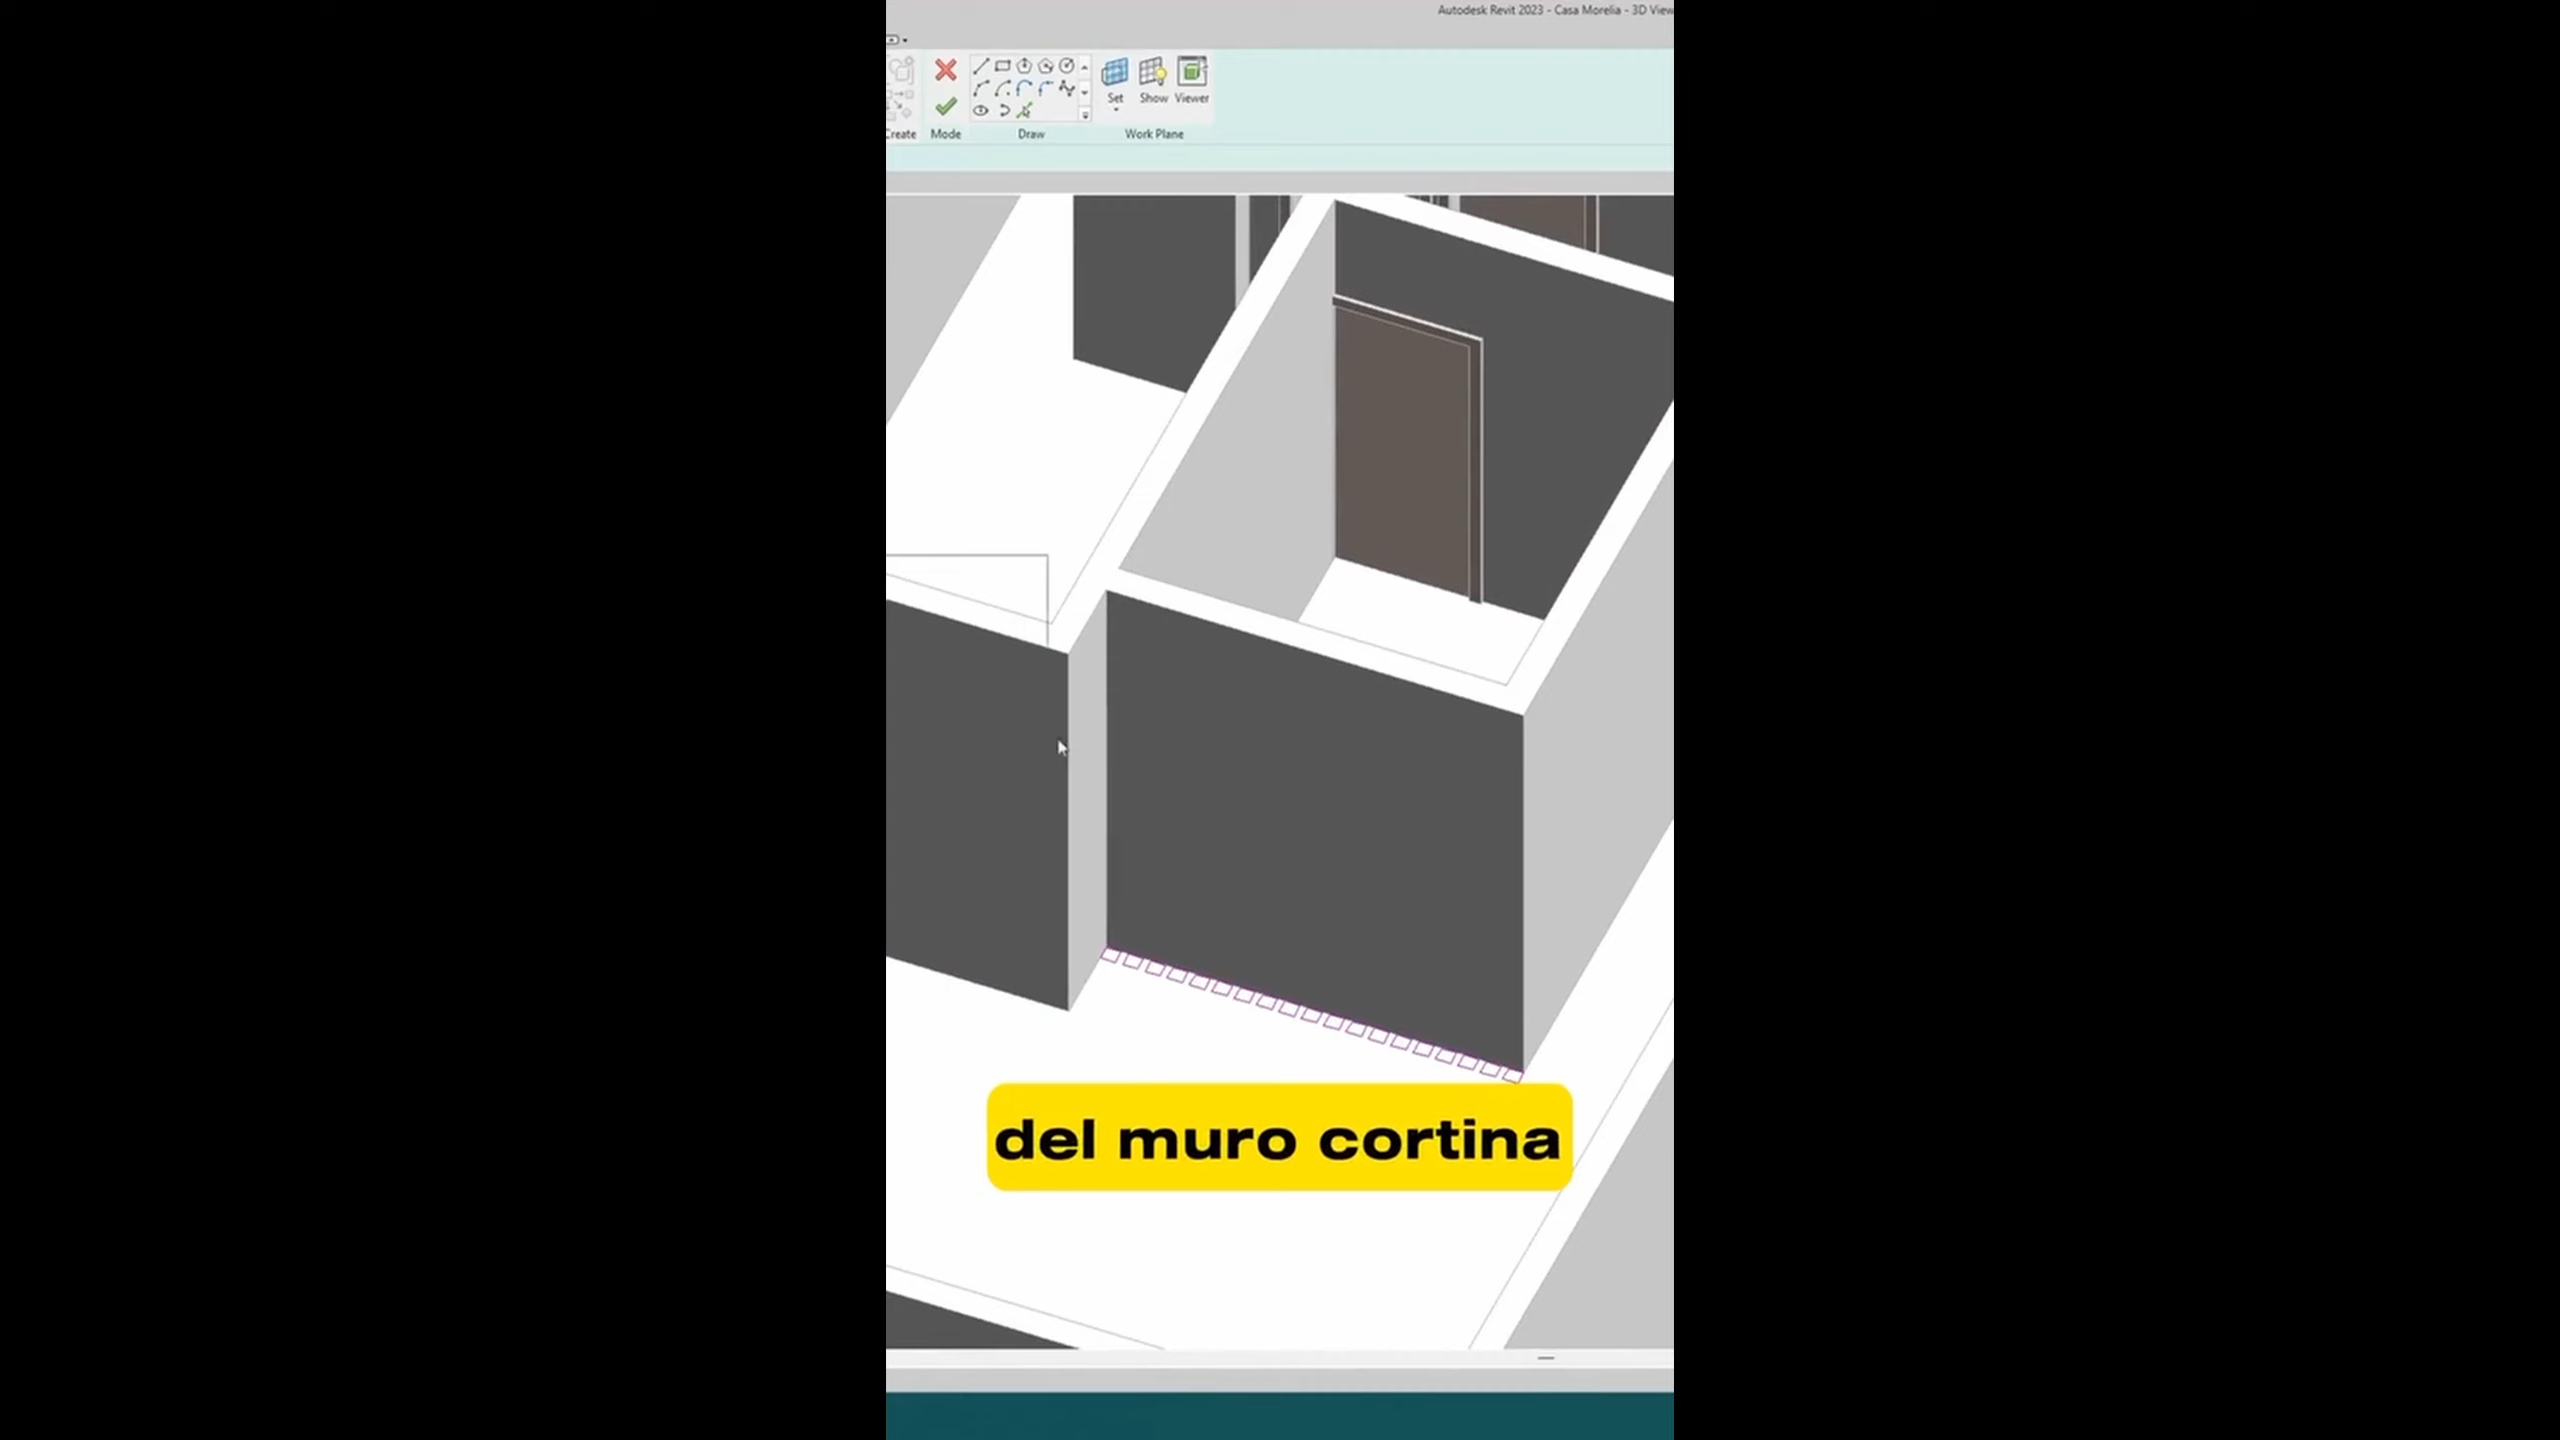 Autodesk Revit 2023 - Casa Morelia - 3D View
Set
Show
Viewer
Create
Mode
Draw
Work Plane
del muro cortina